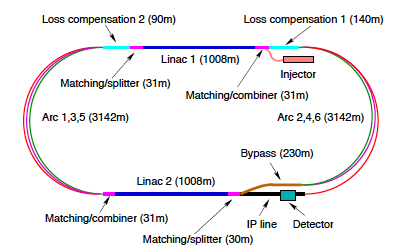 Loss compensation 2 (90m)
Loss compensation 1 (140m)
Linac 1 (1008m)
Injector
Matching/splitter (31m)
Matching/combiner (31m)
Arc 1,3,5 (3142m)
Arc 2,4,6 (3142m)
Bypass (230m)
Linac 2 (1008m)
Matching/combiner (31m)
IP line
Detector
Matching/splitter (30m)